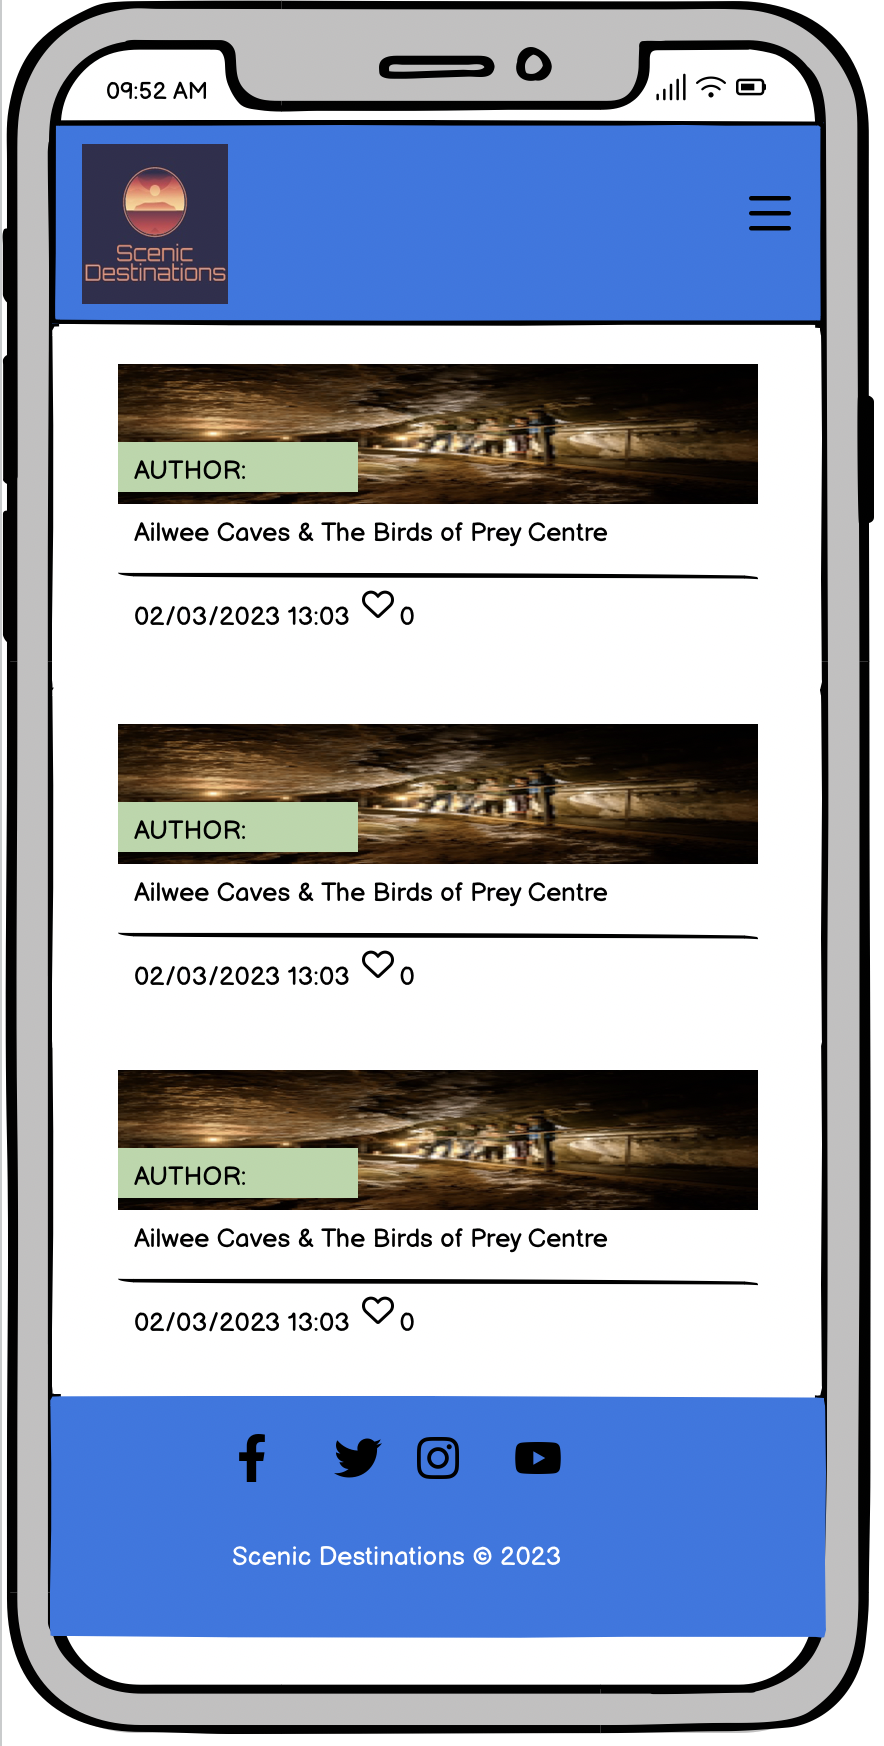 09:52 AM
Scenic
Destinations
AUTHOR:
Ailwee Caves & The Birds of Prey Centre
02/03/2023 13:03 0
AUTHOR:
Ailwee Caves & The Birds of Prey Centre
02/03/2023 13:03 0
AUTHOR:
Ailwee Caves & The Birds of Prey Centre
02/03/2023 13:03 0
Scenic Destinations © 2023